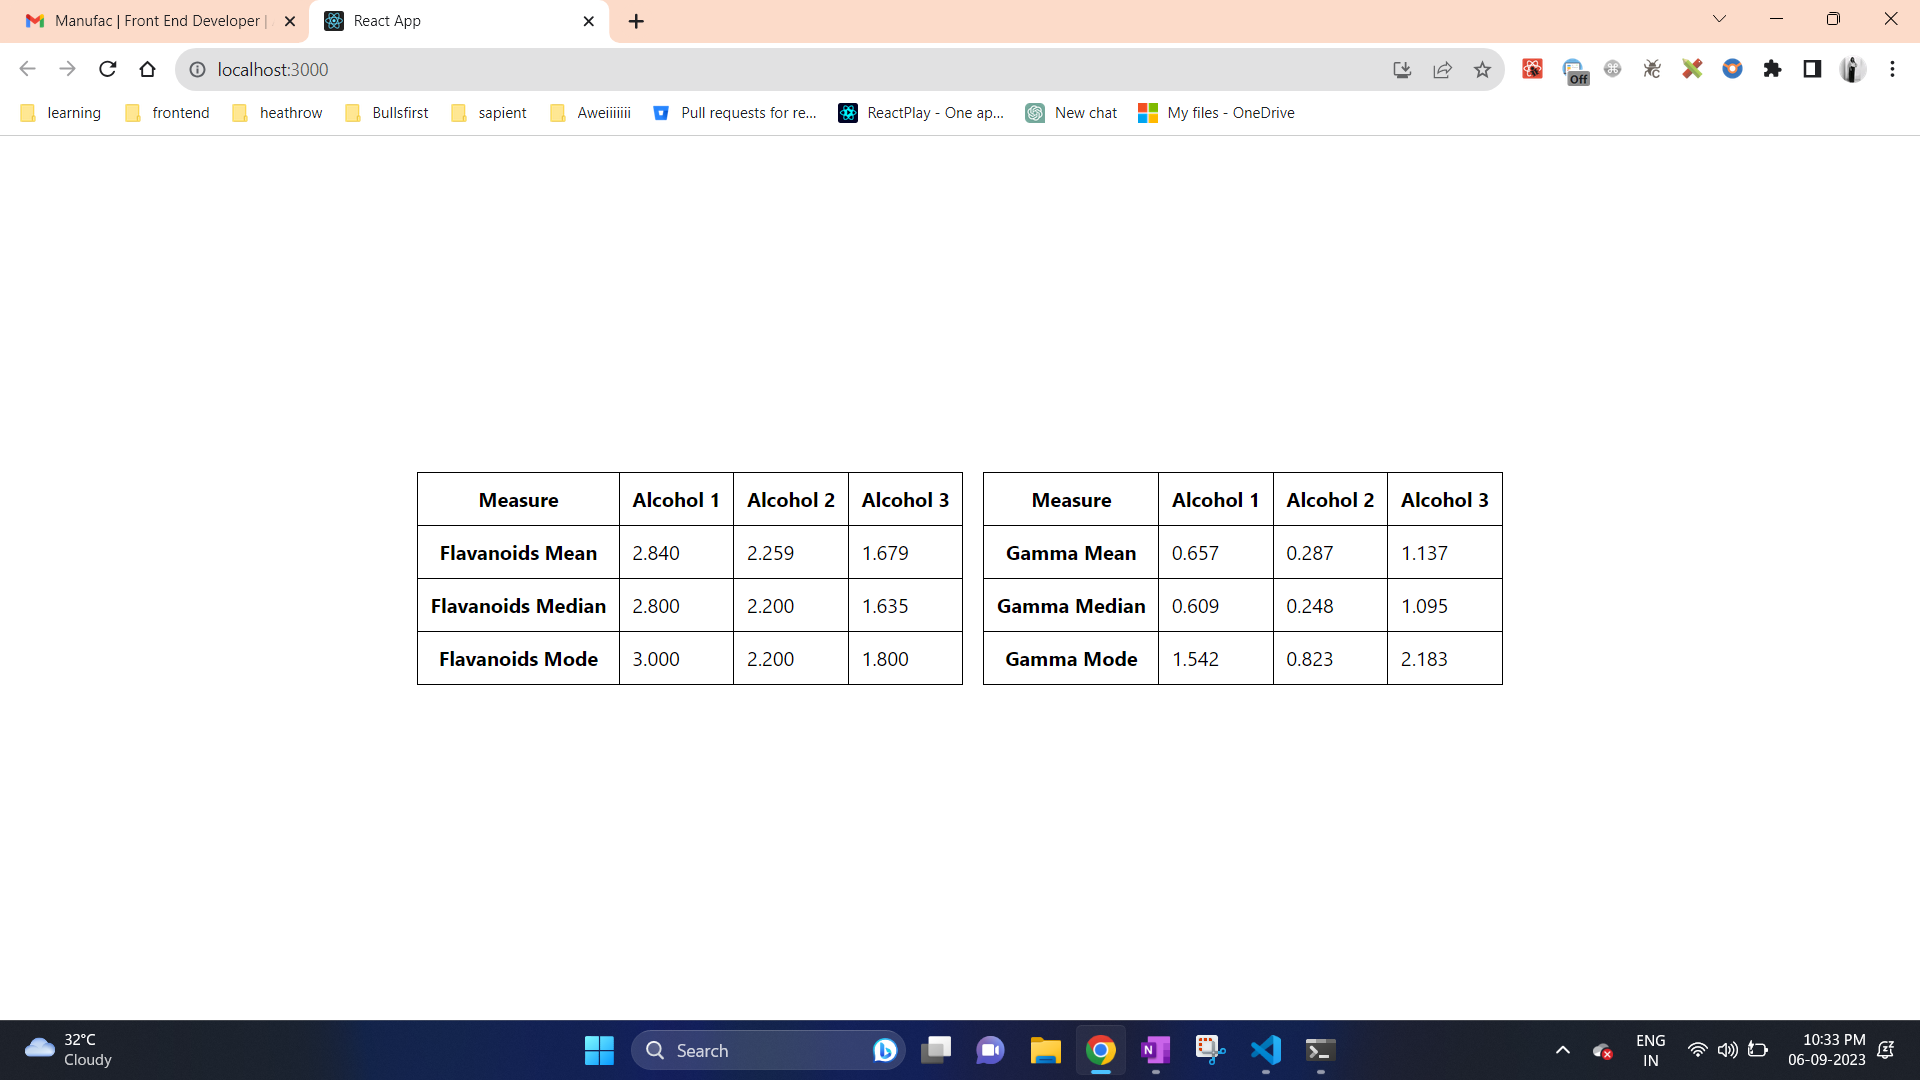 Manufac | Front End Developer |
React App
localhost:3000
Off
learning
frontend
heathrow
Bullsfirst
sapient
Aweiiiiiii
Pull requests for re...
ReactPlay - One ap...
New chat
My files - OneDrive
Measure Alcohol 1 Alcohol 2 Alcohol 3
Flavanoids Mean 2.840 2.259 1.679
Flavanoids Median 2.800 2.200 1.635
Flavanoids Mode 3.000 2.200 1.800
Measure Alcohol 1 Alcohol 2 Alcohol 3
Gamma Mean 0.657 0.287 1.137
Gamma Median 0.609 0.248 1.095
Gamma Mode 1.542 0.823 2.183
32°C
Cloudy
Search
ENG
IN
10:33 PM
06-09-2023